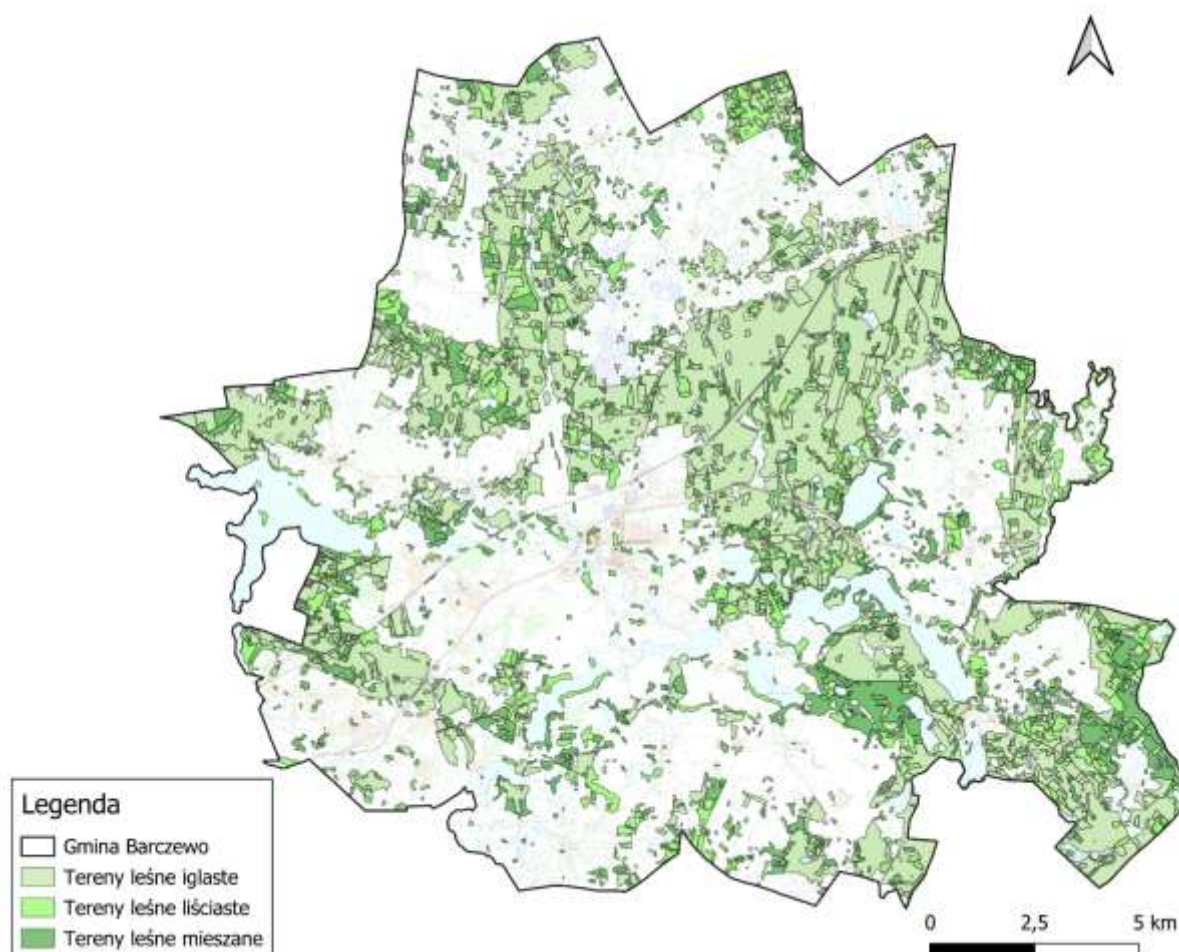 Legenda
Gmina Barczewo
Tereny leśne iglaste
Tereny leśne liściaste
Tereny leśne mieszane
0 2,5 5 km